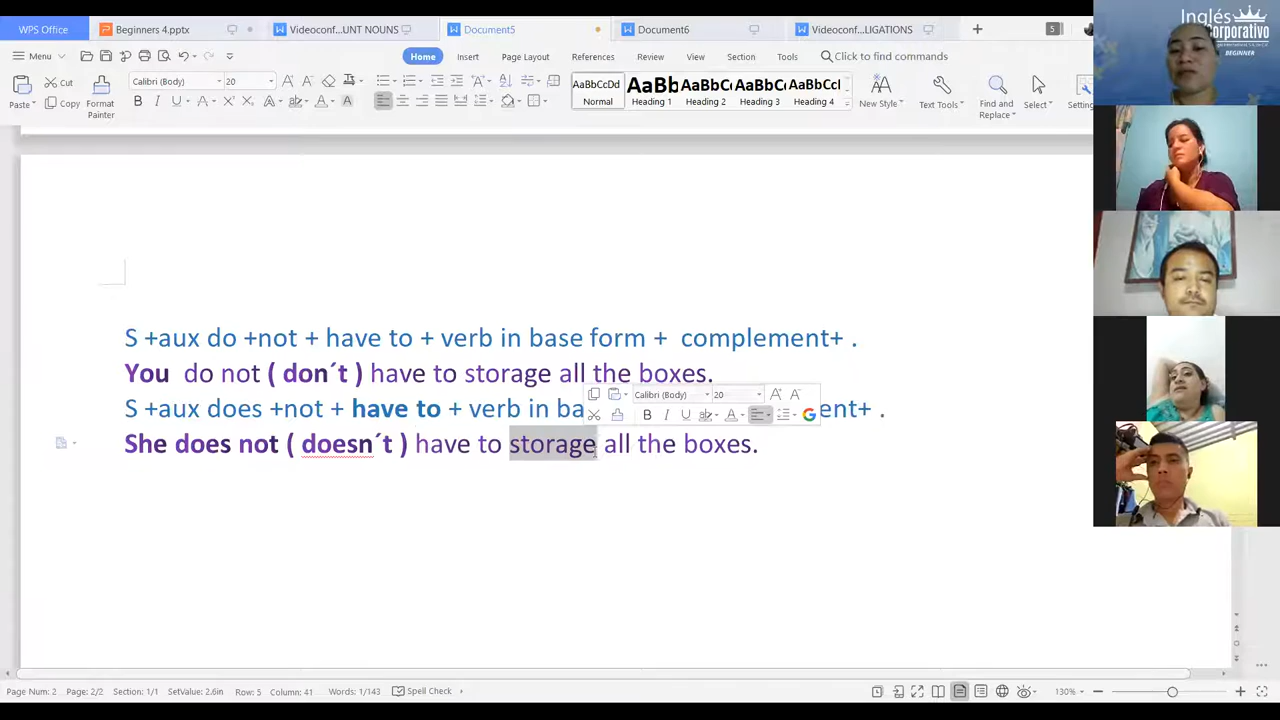 WPS Office
Beginners 4.pptx
Videoconf...UNT NOUNS
Document5
Document6
Videoconf...LIGATIONS
Menu
Home
Insert
Page Layout
References
Review
View
Section
Tools
Click to find commands
Paste
Cut
Copy
Format Painter
Calibri (Body)
20
AaBbCcDd
Normal
Heading 1
Heading 2
Heading 3
Heading 4
New Style
Text Tools
Find and Replace
Select
S +aux do +not + have to + verb in base form + complement+ .
You do not ( don´t ) have to storage all the boxes.
Calibri (Body) 20
S +aux does +not + have to + verb in ba
+ .
She does not ( doesn´t ) have to storage all the boxes.
Page Num: 2 Page: 2/2 Section: 1/1 SetValue: 2.6in Row: 5 Column: 41 Words: 1/143 Spell Check
130%
Inglés
Corporativo
BEGINNER